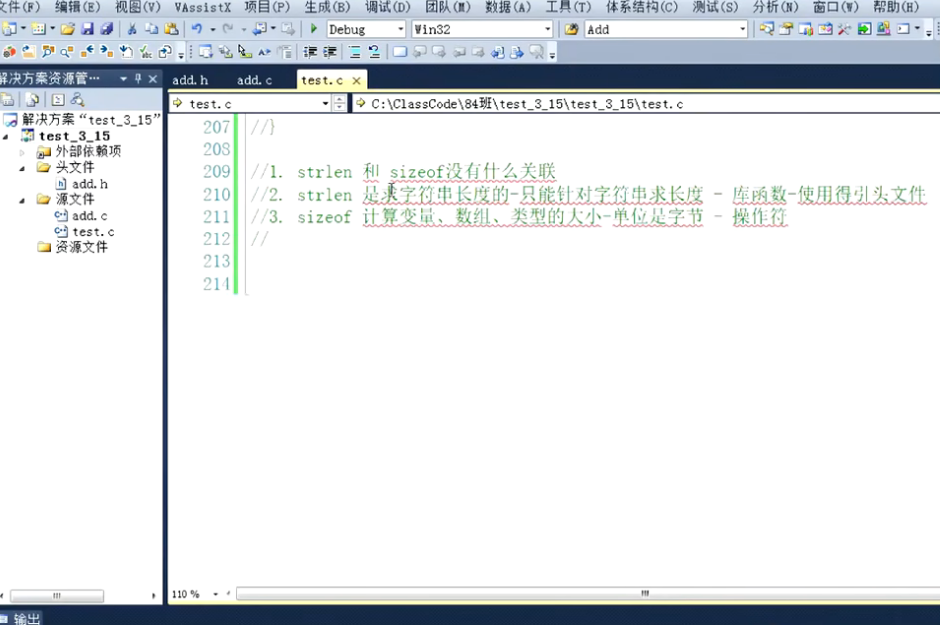 文件(F) 编辑(E) 视图(V) VAssistX 项目(P) 生成(B) 调试(D) 团队(M) 数据(A) 工具(T) 体系结构(C) 测试(S) 分析(N) 窗口(W) 帮助(H)
Debug Win32 Add
解决方案资源管…
add.h add.c test.c
test.c C:\ClassCode\84班\test_3_15\test_3_15\test.c
解决方案“test_3_15”
test_3_15
外部依赖项
头文件
add.h
源文件
add.c
test.c
资源文件
207 //}
208
209 //1. strlen 和 sizeof没有什么关联
210 //2. strlen 是求字符串长度的-只能针对字符串求长度 - 库函数-使用得引头文件
211 //3. sizeof 计算变量、数组、类型的大小-单位是字节 - 操作符
212 //
213
214
110 %
输出